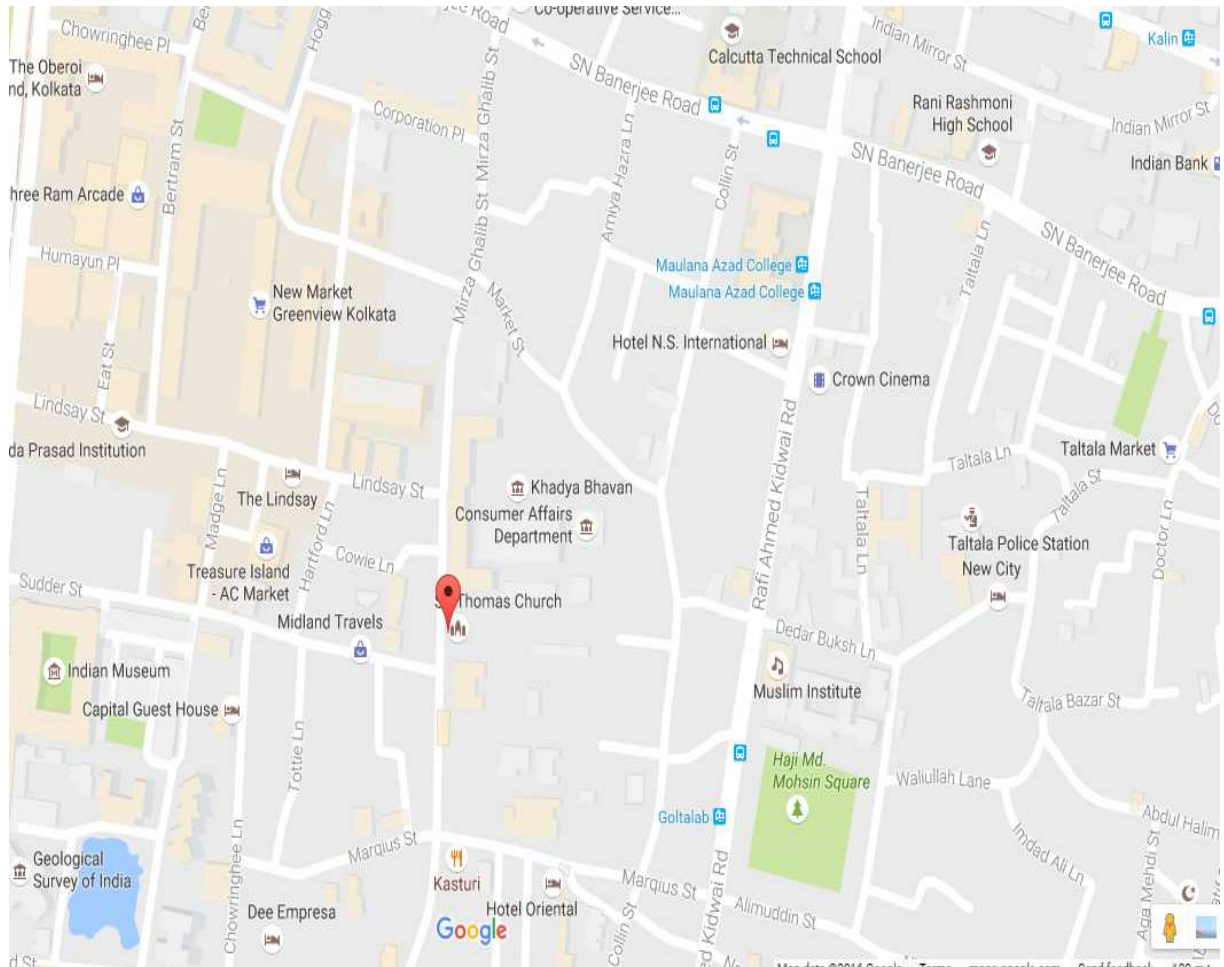 Co-operative Service...
Road
Chowringhee Pl
Hogg
Calcutta Technical School
Indian Mirror St
Kalin
The Oberoi
nd, Kolkata
SN Banerjee Road
Rani Rashmoni
High School
Indian Mirror St
Corporation Pl
Mirza Ghalib St
Mirza Ghalib St
Amiya Hazra Ln
Collin St
SN Banerjee Road
Indian Bank
hree Ram Arcade
Bertram St
Humayun Pl
Mirza Ghalib St
Maulana Azad College
Maulana Azad College
Taltala Ln
SN Banerjee Road
New Market
Greenview Kolkata
Market St
Hotel N.S. International
Crown Cinema
Eat St
Lindsay St
da Prasad Institution
Rafi Ahmed Kidwai Rd
Taltala Ln
Taltala Market
Taltala St
Madge Ln
The Lindsay
Lindsay St
Khadya Bhavan
Consumer Affairs
Department
Hartford Ln
Cowie Ln
Taltala Ln
Taltala Police Station
New City
Doctor Ln
Treasure Island
- AC Market
Sudder St
Thomas Church
Midland Travels
Dedar Buksh Ln
Indian Museum
Muslim Institute
Capital Guest House
Tottie Ln
Taltala Bazar St
Haji Md.
Mohsin Square
Waliullah Lane
Goltalab
Abdul Halim
Marqius St
Imdad Ali Ln
Geological
Survey of India
Chowringhee Ln
Kasturi
Marqius St
Aga Mehdi St
Hotel Oriental
Alimuddin St
Dee Empresa
Google
Collin St
ed Kidwai Rd
d St